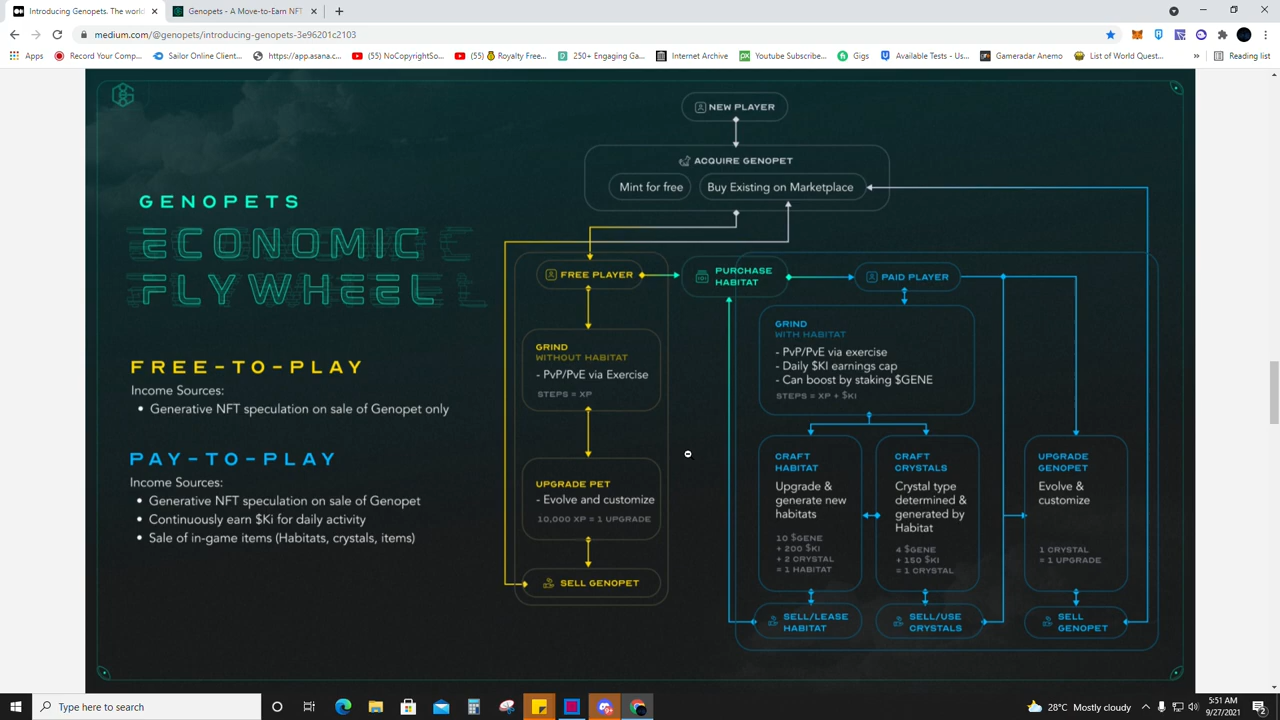 Introducing Genopets. The world
Genopets - A Move-to-Earn NFT
medium.com/@genopets/introducing-genopets-3e96201c2103
Apps
Record Your Comp...
Sailor Online Client...
https://app.asana.c...
(55) NoCopyrightSo...
(55) Royalty Free...
250+ Engaging Ga...
Internet Archive
Youtube Subscribe...
Gigs
Available Tests - Us...
Gameradar Anemo
List of World Quest...
»
Reading list
GENOPETS
ECONOMIC
FLYWHEEL
FREE-TO-PLAY
Income Sources:
• Generative NFT speculation on sale of Genopet only
PAY-TO-PLAY
Income Sources:
• Generative NFT speculation on sale of Genopet
• Continuously earn $Ki for daily activity
• Sale of in-game items (Habitats, crystals, items)
NEW PLAYER
ACQUIRE GENOPET
Mint for free
Buy Existing on Marketplace
FREE PLAYER
PURCHASE
HABITAT
PAID PLAYER
GRIND
WITHOUT HABITAT
- PvP/PvE via Exercise
STEPS = XP
UPGRADE PET
- Evolve and customize
10,000 XP = 1 UPGRADE
SELL GENOPET
GRIND
WITH HABITAT
- PvP/PvE via exercise
- Daily $KI earnings cap
- Can boost by staking $GENE
STEPS = XP + $KI
CRAFT
HABITAT
Upgrade &
generate new
habitats
10 $GENE
+ 200 $KI
+ 2 CRYSTAL
= 1 HABITAT
SELL/LEASE
HABITAT
CRAFT
CRYSTALS
Crystal type
determined &
generated by
Habitat
4 $GENE
+ 150 $KI
= 1 CRYSTAL
SELL/USE
CRYSTALS
UPGRADE
GENOPET
Evolve &
customize
1 CRYSTAL
= 1 UPGRADE
SELL
GENOPET
Type here to search
28°C Mostly cloudy
5:51 AM
9/27/2021